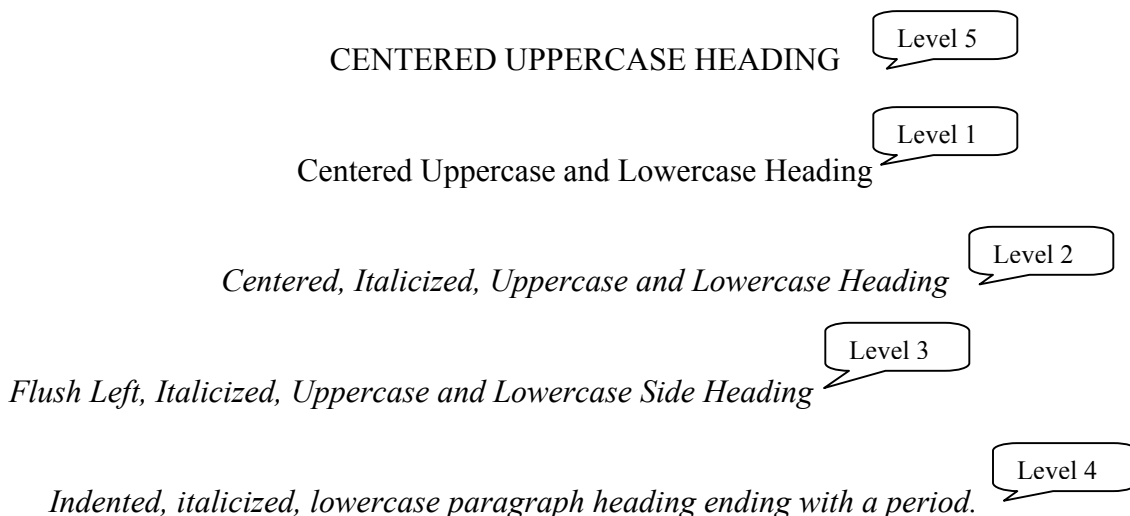 Level 5
CENTERED UPPERCASE HEADING
Level 1
Centered Uppercase and Lowercase Heading
Level 2
Centered, Italicized, Uppercase and Lowercase Heading
Level 3
Flush Left, Italicized, Uppercase and Lowercase Side Heading
Level 4
Indented, italicized, lowercase paragraph heading ending with a period.